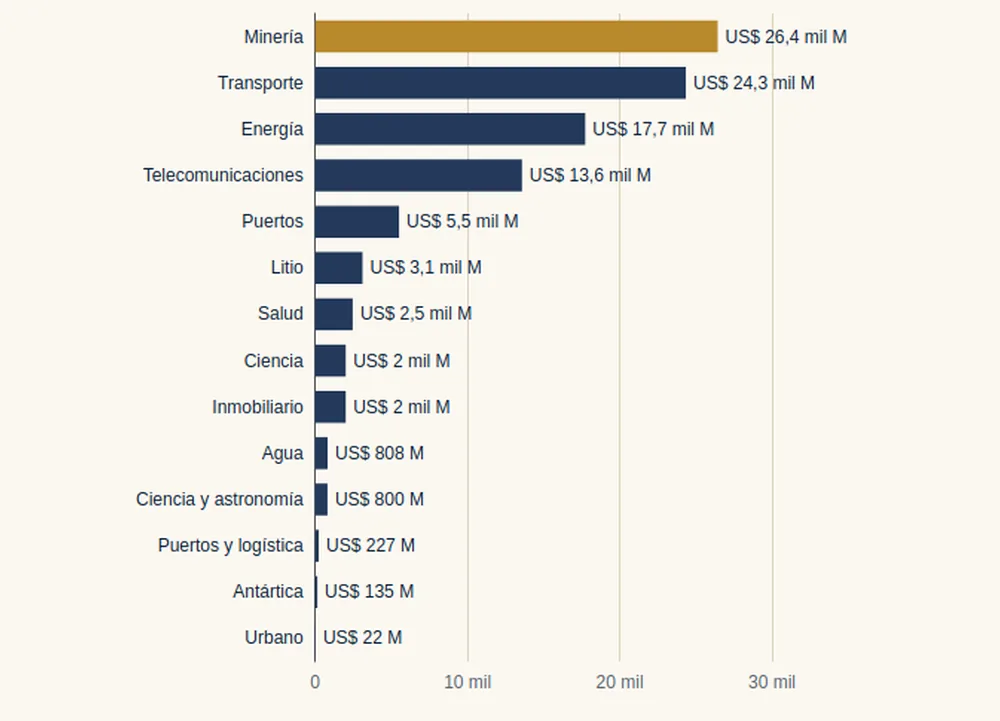 Minería US$ 26,4 mil M
Transporte US$ 24,3 mil M
Energía US$ 17,7 mil M
Telecomunicaciones US$ 13,6 mil M
Puertos US$ 5,5 mil M
Litio US$ 3,1 mil M
Salud US$ 2,5 mil M
Ciencia US$ 2 mil M
Inmobiliario US$ 2 mil M
Agua US$ 808 M
Ciencia y astronomía US$ 800 M
Puertos y logística US$ 227 M
Antártica US$ 135 M
Urbano US$ 22 M
0 10 mil 20 mil 30 mil